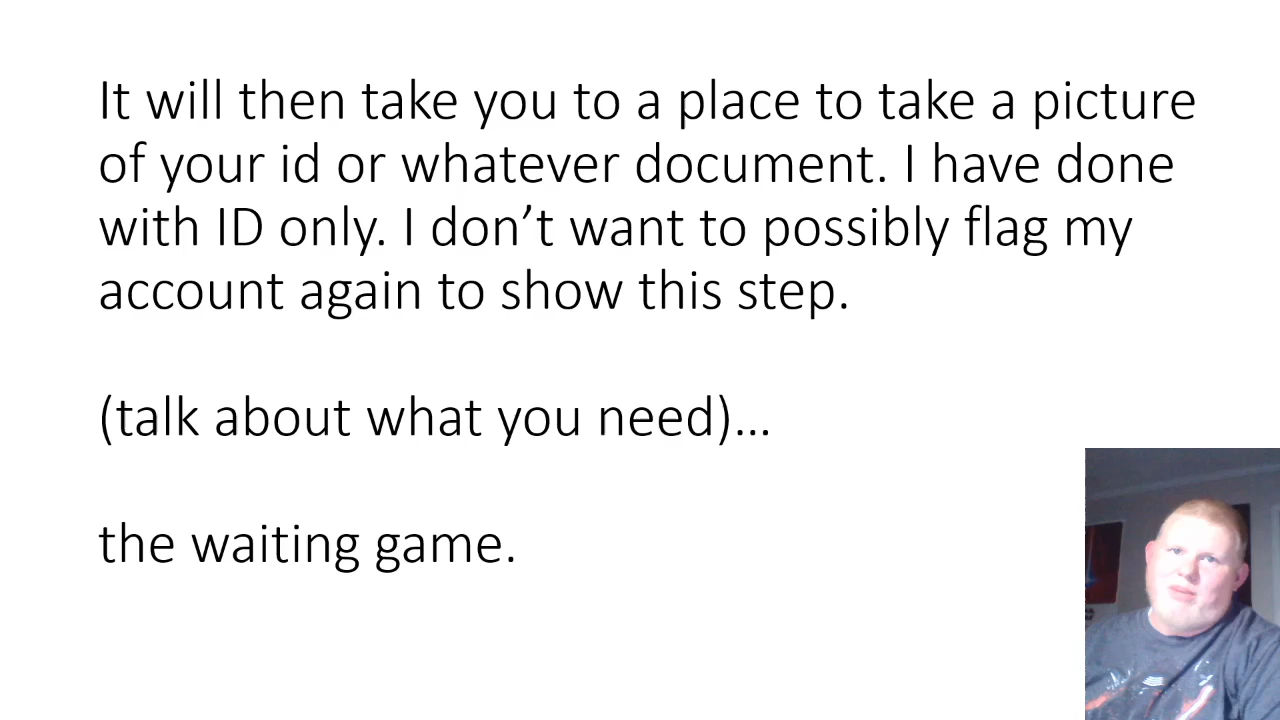 It will then take you to a place to take a picture
of your id or whatever document. I have done
with ID only. I don’t want to possibly flag my
account again to show this step.
(talk about what you need)…
the waiting game.